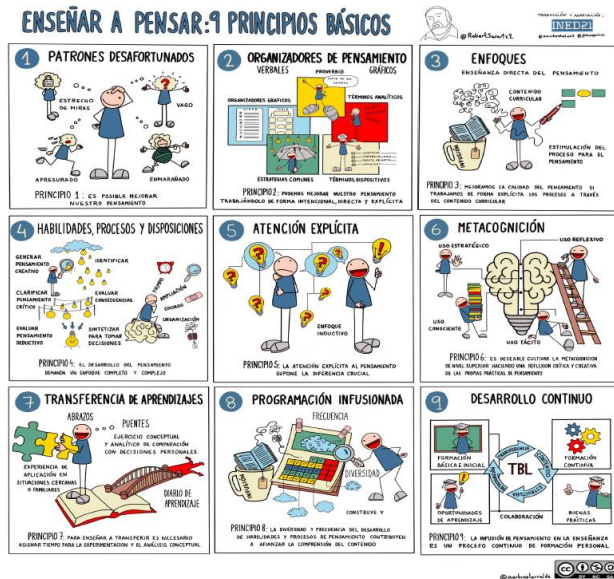 ENSEÑAR A PENSAR: 9 PRINCIPIOS BÁSICOS
@RobertSwartz2
INED21
1 PATRONES DESAFORTUNADOS
ESTRECHO
DE MIRAS
VAGO
APRESURADO
ENMARAÑADO
PRINCIPIO 1: ES POSIBLE MEJORAR
NUESTRO PENSAMIENTO
2 ORGANIZADORES DE PENSAMIENTO
VERBALES
PROVERBIO
GRÁFICOS
ORGANIZADORES GRAFICOS
TÉRMINOS ANALÍTICOS
ESTRATEGIAS COMUNES
TÉRMINOS DISPOSITIVOS
PRINCIPIO 2: PODEMOS MEJORAR NUESTRO PENSAMIENTO
TRABAJÁNDOLO DE FORMA INTENCIONAL, DIRECTA Y EXPLÍCITA
3 ENFOQUES
ENSEÑANZA DIRECTA DEL PENSAMIENTO
CONTENIDO
CURRICULAR
INFUSIÓN
ESTIMULACIÓN DEL
PROCESO PARA EL
PENSAMIENTO
PRINCIPIO 3: MEJORAMOS LA CALIDAD DEL PENSAMIENTO SI
TRABAJAMOS DE FORMA EXPLÍCITA LOS PROCESOS A TRAVÉS
DEL CONTENIDO CURRICULAR
4 HABILIDADES, PROCESOS Y DISPOSICIONES
GENERAR
PENSAMIENTO
CREATIVO
IDENTIFICAR
CLARIFICAR
PENSAMIENTO
CRÍTICO
EVALUAR
CONSECUENCIAS
EVALUAR
PENSAMIENTO
DEDUCTIVO
SINTETIZAR
PARA TOMAR
DECISIONES
TIEMPO
AMPLIACIÓN
CUIDADO
ORGANIZACIÓN
PRINCIPIO 4: EL DESARROLLO DEL PENSAMIENTO
DEMANDA UN ENFOQUE COMPLETO Y COMPLEJO
5 ATENCIÓN EXPLÍCITA
ENFOQUE
INDUCTIVO
PRINCIPIO 5: LA ATENCIÓN EXPLÍCITA AL PENSAMIENTO
SUPONE LA DIFERENCIA CRUCIAL
6 METACOGNICIÓN
USO ESTRATÉGICO
USO REFLEXIVO
USO
CONSCIENTE
USO TÁCITO
PRINCIPIO 6: ES DESEABLE CULTIVAR LA METACOGNICION
DE NIVEL SUPERIOR HACIENDO UNA REFLEXION CRÍTICA Y CREATIVA
DE LAS PROPIAS PRÁCTICAS DE PENSAMIENTO
7 TRANSFERENCIA DE APRENDIZAJES
ABRAZOS
PUENTES
EJERCICIO CONCEPTUAL
Y ANALÍTICO DE COMPARACIÓN
CON DECISIONES PERSONALES
EXPERIENCIA DE
APLICACIÓN EN
SITUACIONES CERCANAS
O FAMILIARES
DIARIO DE
APRENDIZAJE
PRINCIPIO 7: PARA ENSEÑAR A TRANSFERIR ES NECESARIO
ASIGNAR TIEMPO PARA LA EXPERIMENTACION Y EL ANÁLISIS CONCEPTUAL
8 PROGRAMACIÓN INFUSIONADA
FRECUENCIA
INFUSIÓN
DIVERSIDAD
CONSTRUYE Y
PRINCIPIO 8: LA DIVERSIDAD Y FRECUENCIA DEL DESARROLLO
DE HABILIDADES Y PROCESOS DE PENSAMIENTO CONTRIBUYEN
A AFIANZAR LA COMPRENSIÓN DEL CONTENIDO
9 DESARROLLO CONTINUO
FORMACIÓN
BÁSICA E INICIAL
FORMACIÓN
CONTINUA
TBL
OPORTUNIDADES
DE APRENDIZAJE
COLABORACIÓN
BUENAS
PRÁCTICAS
PRINCIPIO 9: LA INFUSIÓN DE PENSAMIENTO EN LA ENSEÑANZA
ES UN PROCESO CONTINUO DE FORMACIÓN PERSONAL
CC BY NC ND